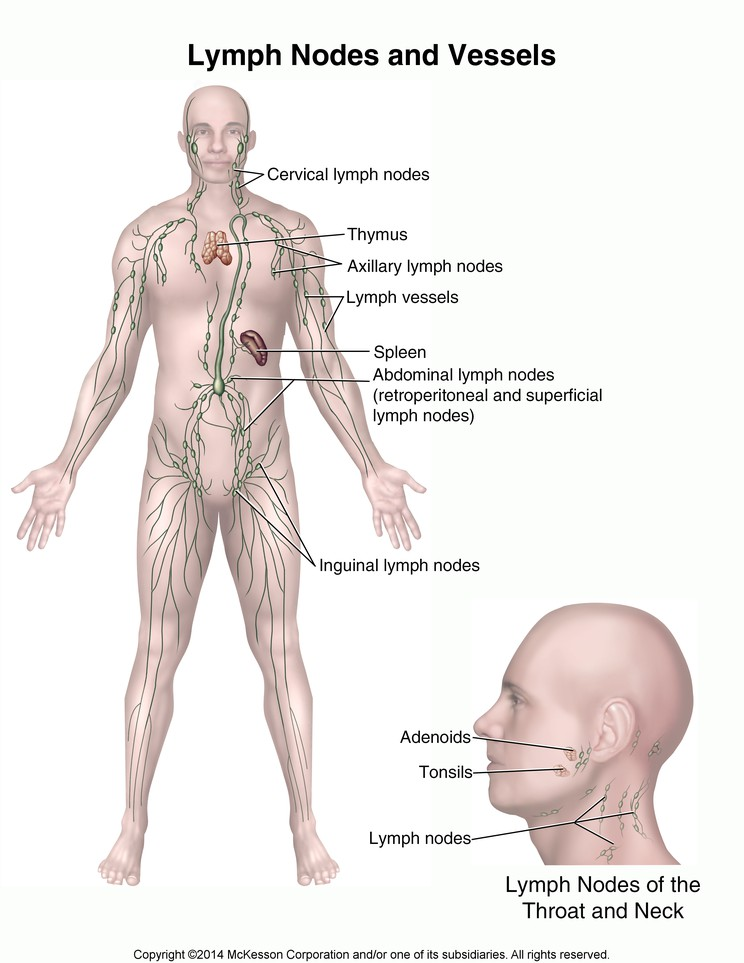 Lymph Nodes and Vessels
Cervical lymph nodes
Thymus
Axillary lymph nodes
Lymph vessels
Spleen
Abdominal lymph nodes
(retroperitoneal and superficial
lymph nodes)
Inguinal lymph nodes
Adenoids
Tonsils
Lymph nodes
Lymph Nodes of the
Throat and Neck
Copyright ©2014 McKesson Corporation and/or one of its subsidiaries. All rights reserved.